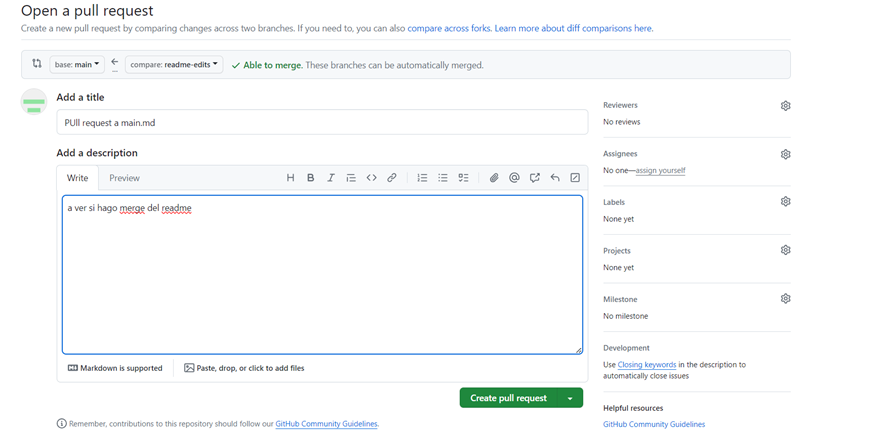 Open a pull request
Create a new pull request by comparing changes across two branches. If you need to, you can also compare across forks. Learn more about diff comparisons here.
base: main
...
compare: readme-edits
Able to merge. These branches can be automatically merged.
Add a title
PUll request a main.md
Add a description
Write
Preview
a ver si hago merge del readme
Markdown is supported
Paste, drop, or click to add files
Create pull request
Remember, contributions to this repository should follow our GitHub Community Guidelines.
Reviewers
No reviews
Assignees
No one—assign yourself
Labels
None yet
Projects
None yet
Milestone
No milestone
Development
Use Closing keywords in the description to
automatically close issues
Helpful resources
GitHub Community Guidelines